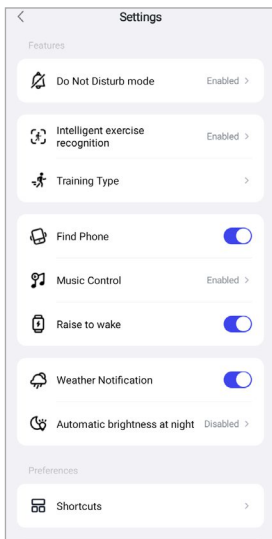 Settings
Features
Do Not Disturb mode Enabled
Intelligent exercise
recognition Enabled
Training Type
Find Phone
Music Control Enabled
Raise to wake
Weather Notification
Automatic brightness at night Disabled
Preferences
Shortcuts